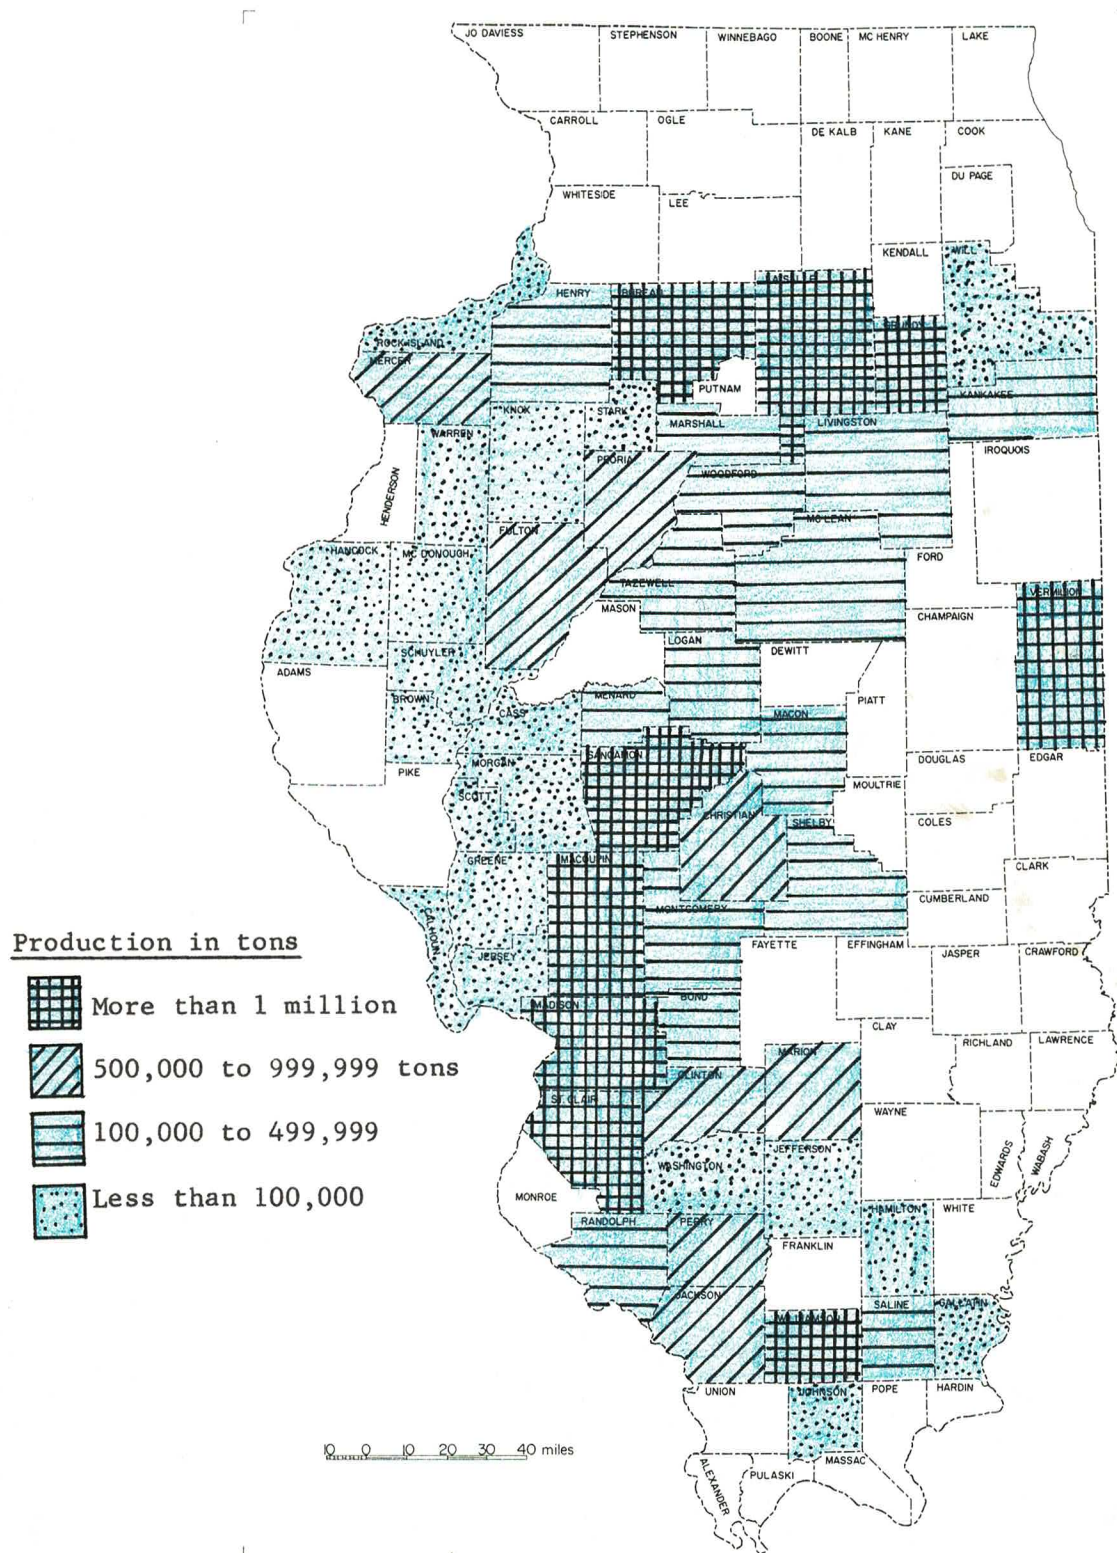 JO DAVIESS
STEPHENSON
WINNEBAGO
BOONE
MC HENRY
LAKE
CARROLL
OGLE
DE KALB
KANE
COOK
DU PAGE
WHITESIDE
LEE
KENDALL
WILL
HENRY
BUREAU
LA SALLE
GRUNDY
ROCK ISLAND
MERCER
PUTNAM
KANKAKEE
KNOK
STARK
MARSHALL
LIVINGSTON
WARREN
IROQUOIS
PEORIA
WOODFORD
HENDERSON
FULTON
MC LEAN
HANCOCK
MC DONOUGH
FORD
TAZEWELL
VERMILION
MASON
CHAMPAIGN
LOGAN
SCHUYLER
DEWITT
ADAMS
MENARD
BROWN
PIATT
CASS
MACON
SANGAMON
DOUGLAS
EDGAR
MORGAN
PIKE
MOULTRIE
SCOTT
CHRISTIAN
SHELBY
COLES
GREENE
MACOUPIN
CLARK
CUMBERLAND
MONTGOMERY
CALHOUN
FAYETTE
EFFINGHAM
JASPER
CRAWFORD
JERSEY
MADISON
BOND
CLAY
RICHLAND
LAWRENCE
MARION
CLINTON
ST. CLAIR
WAYNE
EDWARDS
WABASH
WASHINGTON
JEFFERSON
MONROE
HAMILTON
WHITE
RANDOLPH
PERRY
FRANKLIN
JACKSON
SALINE
GALLATIN
WILLIAMSON
UNION
JOHNSON
POPE
HARDIN
MASSAC
PULASKI
ALEXANDER
Production in tons
More than 1 million
500,000 to 999,999 tons
100,000 to 499,999
Less than 100,000
10 0 10 20 30 40 miles